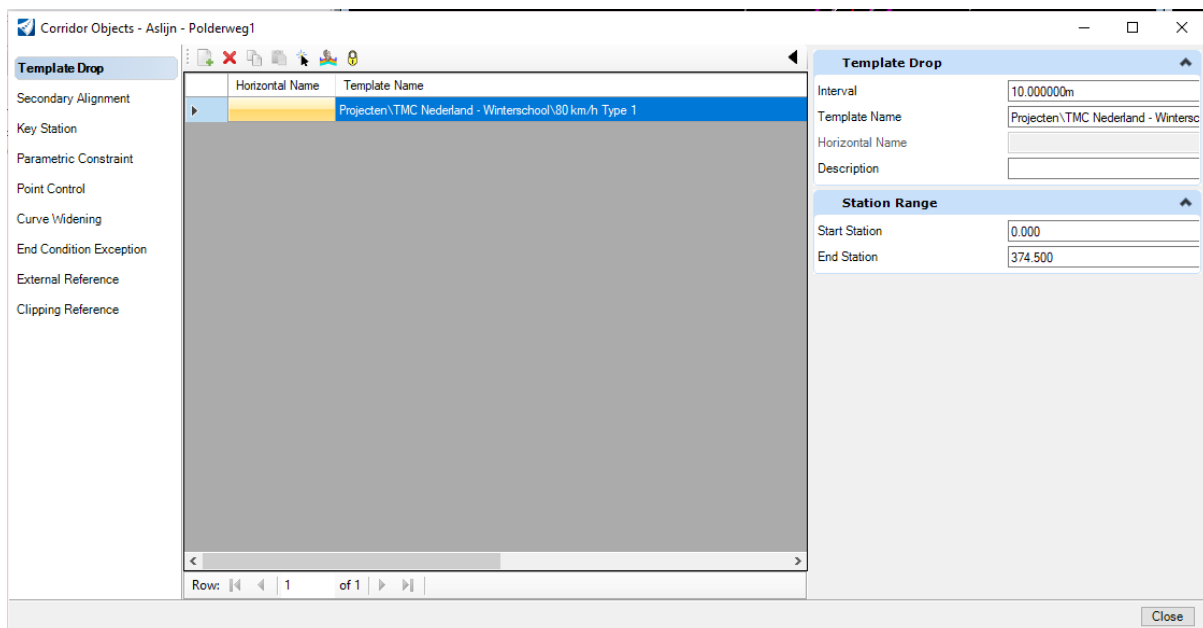 Corridor Objects - Aslijn - Polderweg1
Template Drop
Secondary Alignment
Key Station
Parametric Constraint
Point Control
Curve Widening
End Condition Exception
External Reference
Clipping Reference
Horizontal Name Template Name
Projecten\TMC Nederland - Winterschool\80 km/h Type 1
Row: 1 of 1
Template Drop
Interval 10.000000m
Template Name Projecten\TMC Nederland - Wintersc
Horizontal Name
Description
Station Range
Start Station 0.000
End Station 374.500
Close